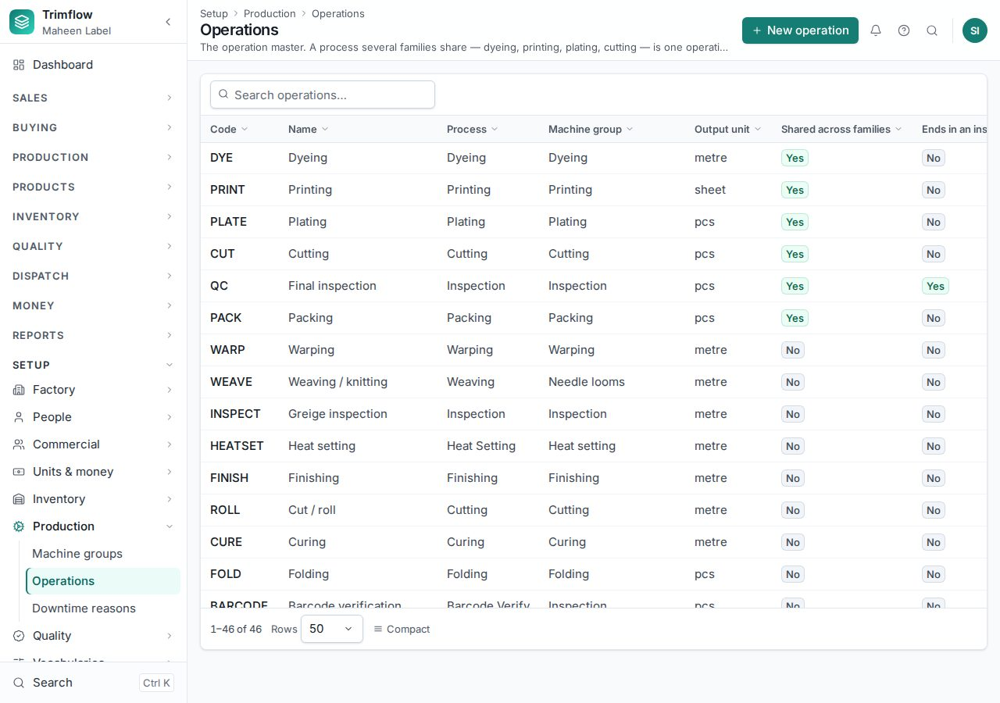 Trimflow
Maheen Label
Dashboard
SALES
BUYING
PRODUCTION
PRODUCTS
INVENTORY
QUALITY
DISPATCH
MONEY
REPORTS
SETUP
Factory
People
Commercial
Units & money
Inventory
Production
Machine groups
Operations
Downtime reasons
Quality
Vocabularies
Search Ctrl K
Setup Production Operations
Operations
The operation master. A process several families share — dyeing, printing, plating, cutting — is one operati...
+ New operation
SI
Search operations...
Code Name Process Machine group Output unit Shared across families Ends in an ins
DYE Dyeing Dyeing Dyeing metre Yes No
PRINT Printing Printing Printing sheet Yes No
PLATE Plating Plating Plating pcs Yes No
CUT Cutting Cutting Cutting pcs Yes No
QC Final inspection Inspection Inspection pcs Yes Yes
PACK Packing Packing Packing pcs Yes No
WARP Warping Warping Warping metre No No
WEAVE Weaving / knitting Weaving Needle looms metre No No
INSPECT Greige inspection Inspection Inspection metre No No
HEATSET Heat setting Heat Setting Heat setting metre No No
FINISH Finishing Finishing Finishing metre No No
ROLL Cut / roll Cutting Cutting metre No No
CURE Curing Curing Curing metre No No
FOLD Folding Folding Folding pcs No No
BARCODE Barcode verification Barcode Verify Inspection pcs No No
1–46 of 46 Rows 50 Compact